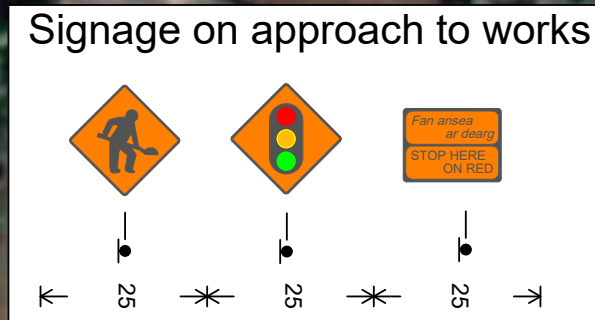 Signage on approach to works
Fan ansea
ar dearg
STOP HERE
ON RED
25 25 25